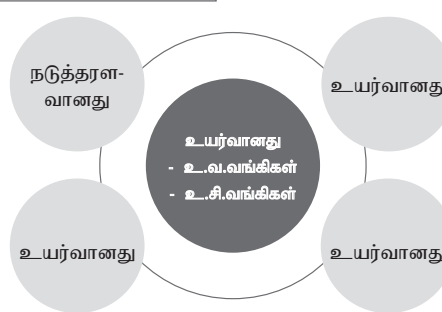 நடுத்தரள-
வானது
உயர்வானது
உயர்வானது
- உ.வ.வங்கிகள்
- உ.சி.வங்கிகள்
உயர்வானது
உயர்வானது